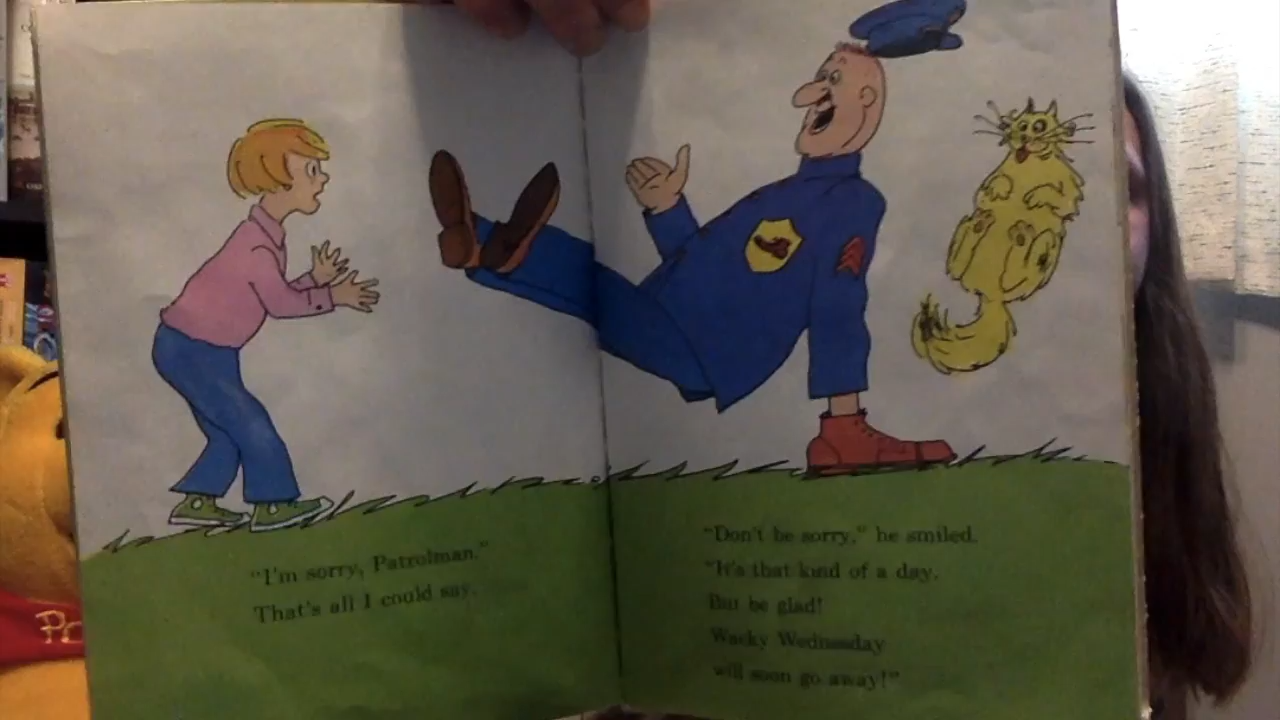 "I'm sorry, Patrolman."
That's all I could say.
"Don't be sorry," he smiled.
"It's that kind of a day.
But be glad!
Wacky Wednesday
will soon go away!"